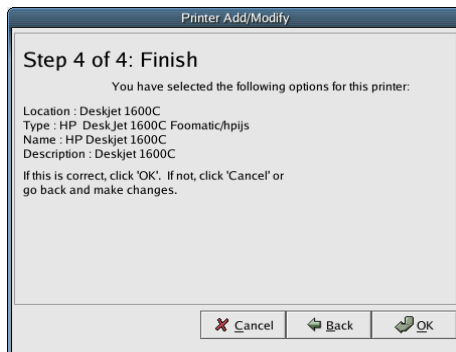 Printer Add/Modify
Step 4 of 4: Finish
You have selected the following options for this printer:
Location : Deskjet 1600C
Type : HP DeskJet 1600C Foomatic/hpijs
Name : HP Deskjet 1600C
Description : Deskjet 1600C
If this is correct, click 'OK'. If not, click 'Cancel' or
go back and make changes.
Cancel
Back
OK